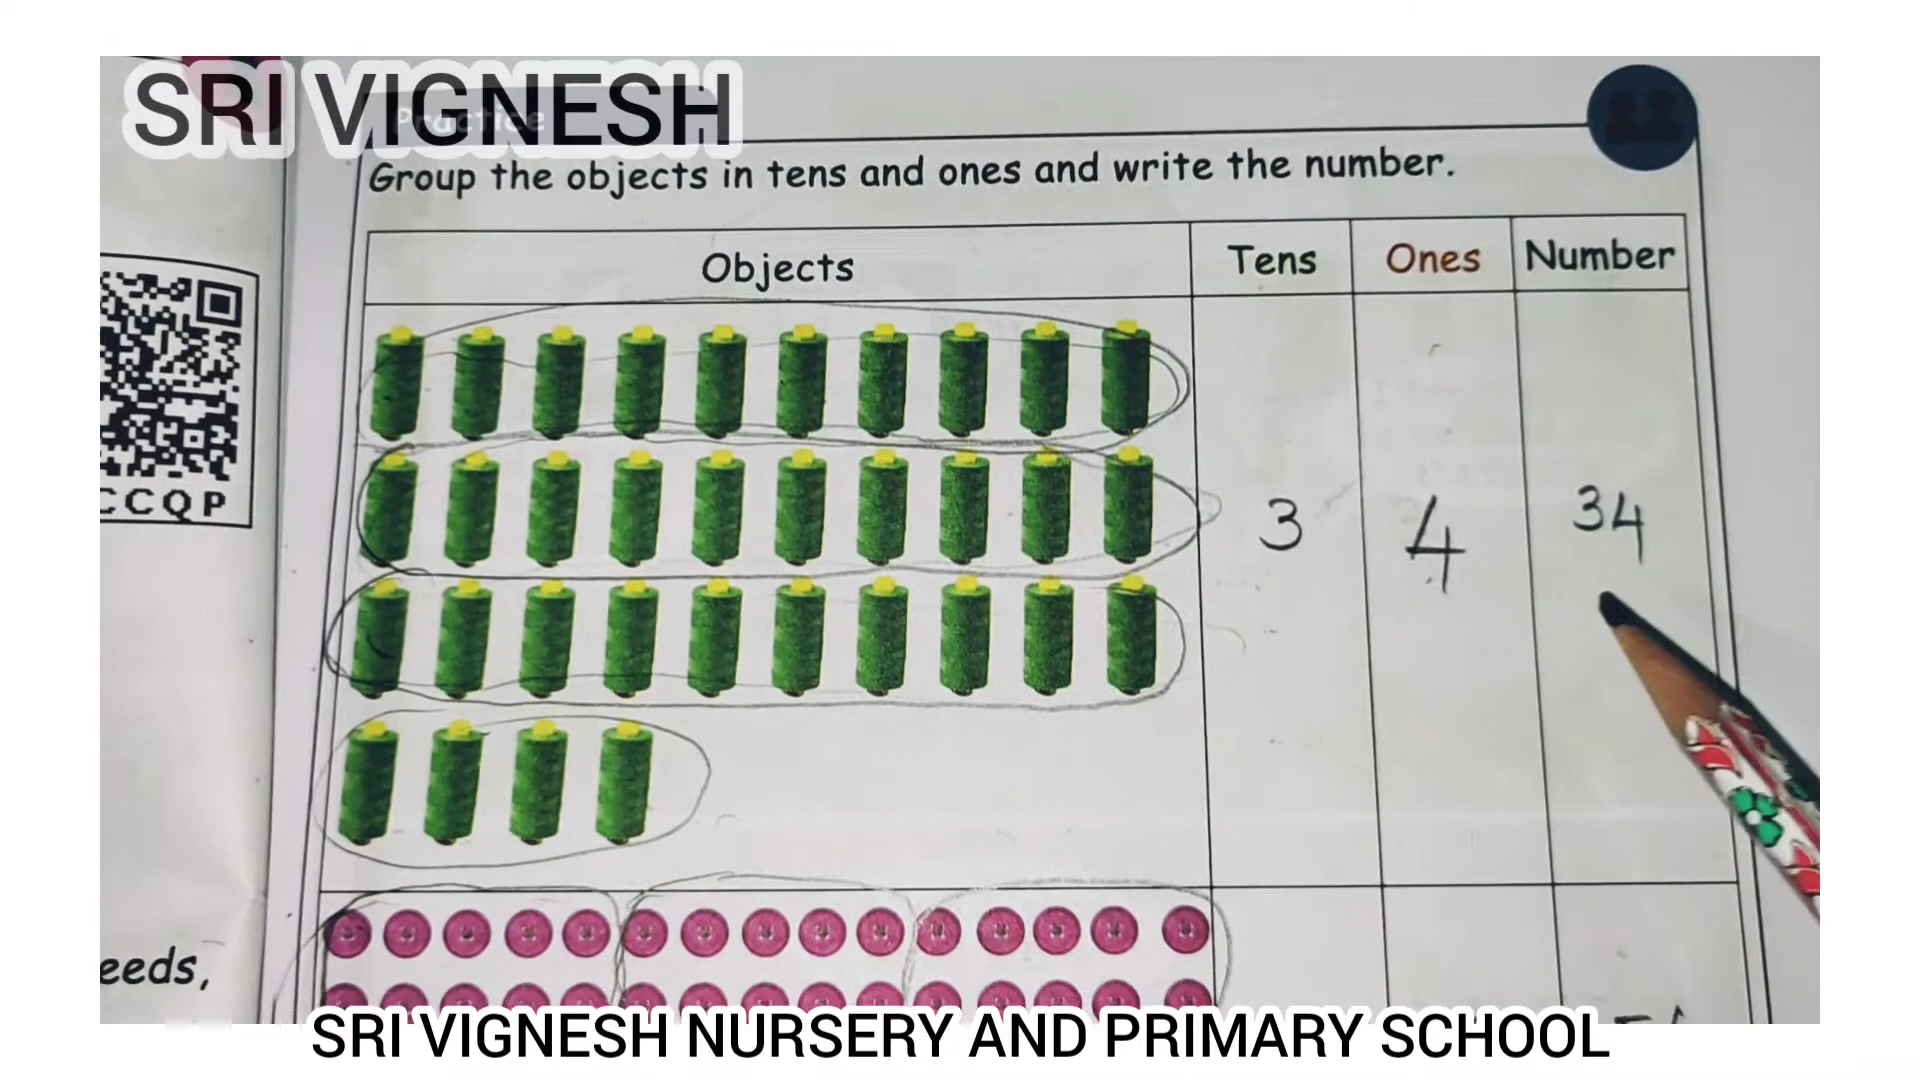 SRI VIGNESH
Practice
Group the objects in tens and ones and write the number.
Objects Tens Ones Number
3 4 34
CCQP
eeds,
SRI VIGNESH NURSERY AND PRIMARY SCHOOL